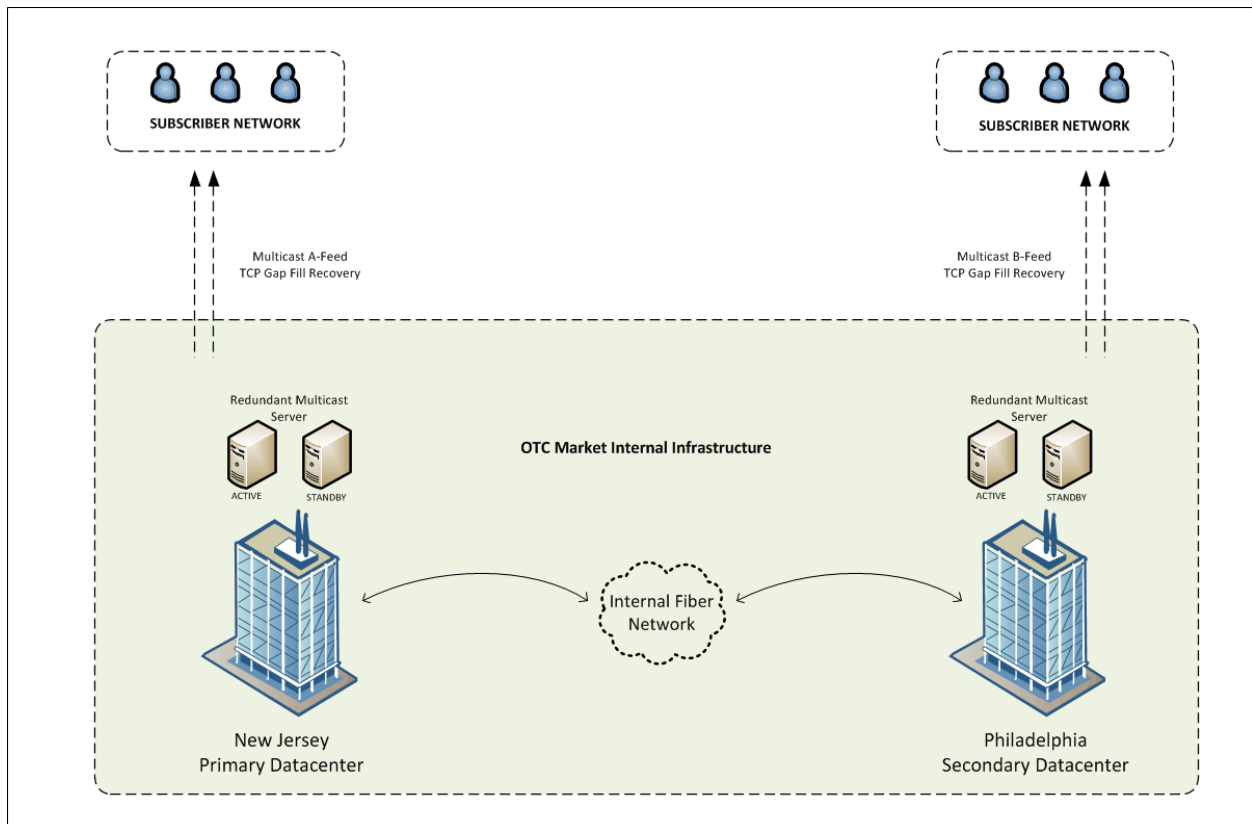 SUBSCRIBER NETWORK
SUBSCRIBER NETWORK
Multicast A-Feed
TCP Gap Fill Recovery
Multicast B-Feed
TCP Gap Fill Recovery
Redundant Multicast
Server
ACTIVE
STANDBY
OTC Market Internal Infrastructure
Redundant Multicast
Server
ACTIVE
STANDBY
Internal Fiber
Network
New Jersey
Primary Datacenter
Philadelphia
Secondary Datacenter